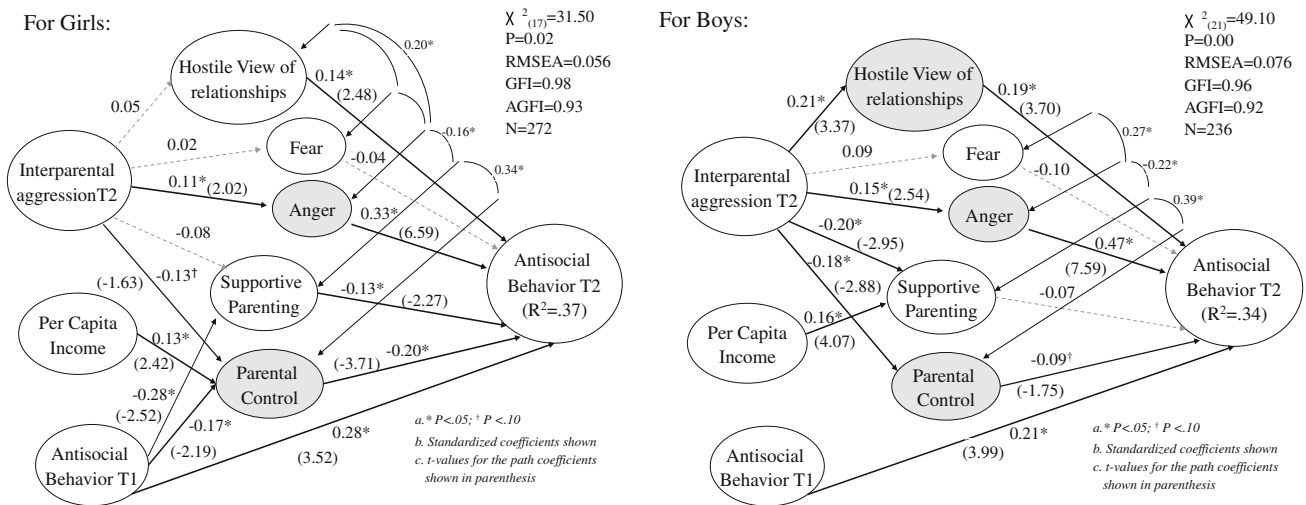 For Girls:
χ ²₍₁₇₎=31.50
P=0.02
RMSEA=0.056
GFI=0.98
AGFI=0.93
N=272
Hostile View of
relationships
0.20*
0.14*
(2.48)
0.05
Fear
0.02
-0.04
-0.16*
0.34*
Interparental
aggressionT2
0.11*
(2.02)
Anger
0.33*
(6.59)
-0.08
-0.13†
(-1.63)
Supportive
Parenting
-0.13*
(-2.27)
Antisocial
Behavior T2
(R²=.37)
Per Capita
Income
0.13*
(2.42)
Parental
Control
(-3.71)
-0.20*
-0.28*
(-2.52)
-0.17*
(-2.19)
Antisocial
Behavior T1
0.28*
(3.52)
a.* P<.05; † P <.10
b. Standardized coefficients shown
c. t-values for the path coefficients
shown in parenthesis
For Boys:
χ ²₍₂₁₎=49.10
P=0.00
RMSEA=0.076
GFI=0.96
AGFI=0.92
N=236
Hostile View of
relationships
0.21*
(3.37)
0.19*
(3.70)
Fear
0.09
-0.10
0.27*
-0.22*
0.39*
Interparental
aggression T2
0.15*
(2.54)
Anger
0.47*
(7.59)
-0.20*
(-2.95)
-0.18*
(-2.88)
Supportive
Parenting
-0.07
Antisocial
Behavior T2
(R²=.34)
Per Capita
Income
0.16*
(4.07)
Parental
Control
-0.09†
(-1.75)
Antisocial
Behavior T1
0.21*
(3.99)
a.* P<.05; † P <.10
b. Standardized coefficients shown
c. t-values for the path coefficients
shown in parenthesis